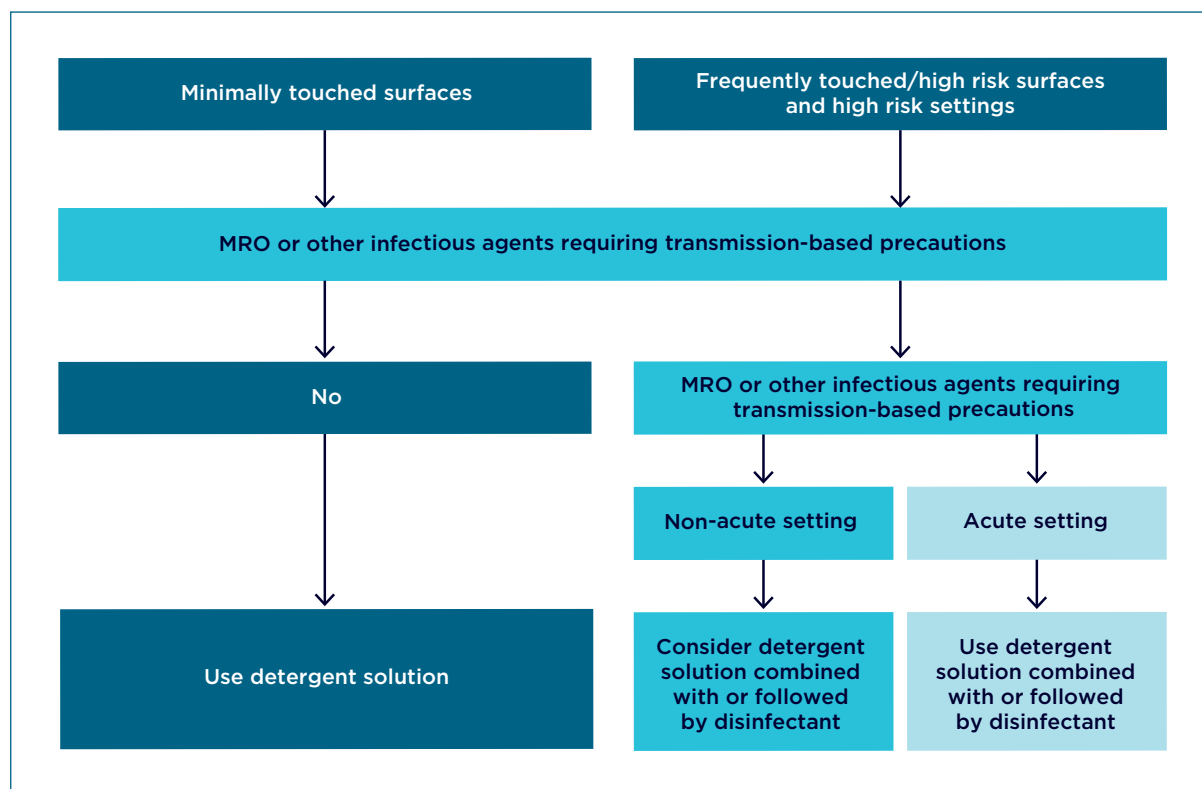 Minimally touched surfaces
Frequently touched/high risk surfaces
and high risk settings
MRO or other infectious agents requiring transmission-based precautions
No
MRO or other infectious agents requiring
transmission-based precautions
Non-acute setting
Acute setting
Use detergent solution
Consider detergent
solution combined
with or followed
by disinfectant
Use detergent
solution combined
with or followed
by disinfectant